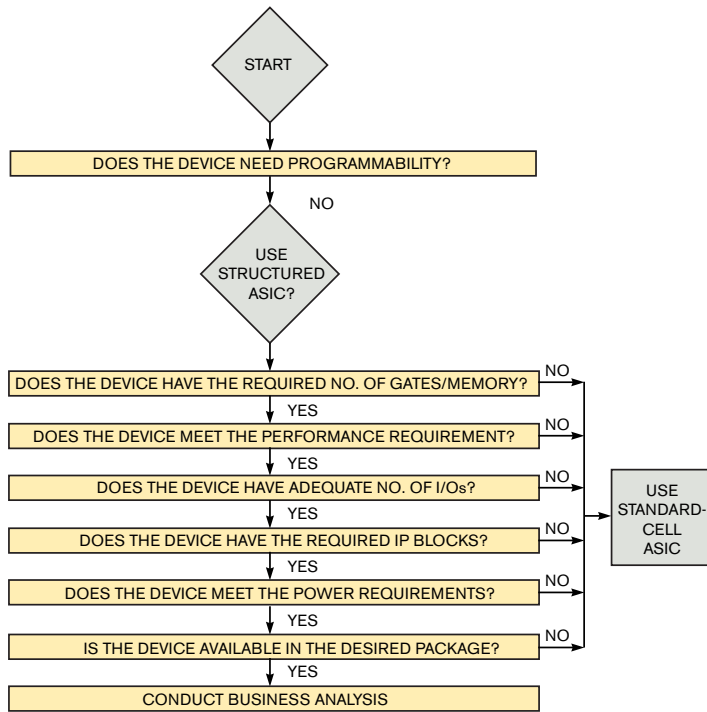 START
DOES THE DEVICE NEED PROGRAMMABILITY?
NO
USE
STRUCTURED
ASIC?
DOES THE DEVICE HAVE THE REQUIRED NO. OF GATES/MEMORY?
NO
YES
DOES THE DEVICE MEET THE PERFORMANCE REQUIREMENT?
NO
YES
DOES THE DEVICE HAVE ADEQUATE NO. OF I/Os?
NO
YES
DOES THE DEVICE HAVE THE REQUIRED IP BLOCKS?
NO
YES
DOES THE DEVICE MEET THE POWER REQUIREMENTS?
NO
YES
IS THE DEVICE AVAILABLE IN THE DESIRED PACKAGE?
NO
YES
CONDUCT BUSINESS ANALYSIS
USE
STANDARD-
CELL
ASIC